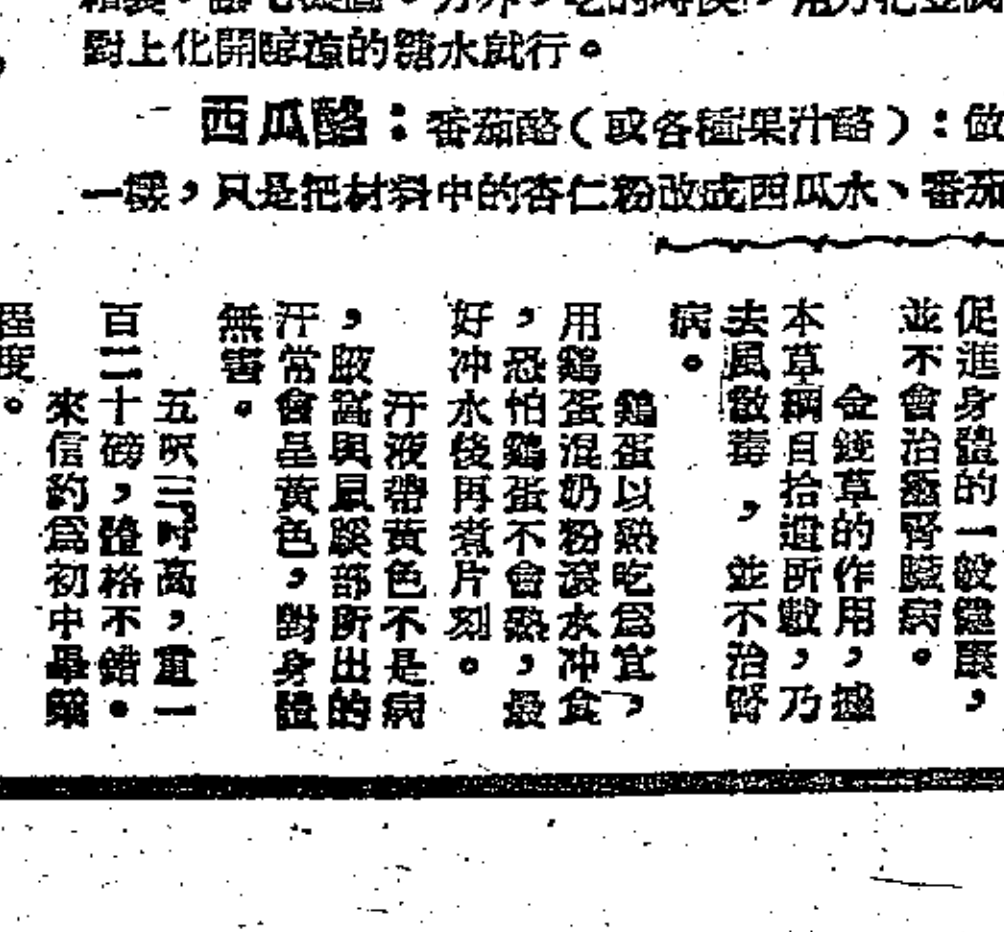 對上化開晾涼的糖水就行。
西瓜酪：番茄酪（或各種果汁酪）：做
一樣，只是把材料中的杏仁粉改成西瓜水、番茄
促進身體的一般健康，
並不會治癒腎臟病。
金錢草的作用，據
本草綱目拾遺所載，乃
去風散毒，並不治腎
病。
鷄蛋以熟吃爲宜，
用鷄蛋混奶粉滾水冲食
，恐怕鷄蛋不會熟，最
好冲水後再煮片刻。
汗液帶黃色不是病
，腋窩與鼠蹊部所出的
汗常會呈黃色，對身體
無害。
五呎三吋高，重一
百二十磅，體格不錯。
來信約爲初中畢業
程度。